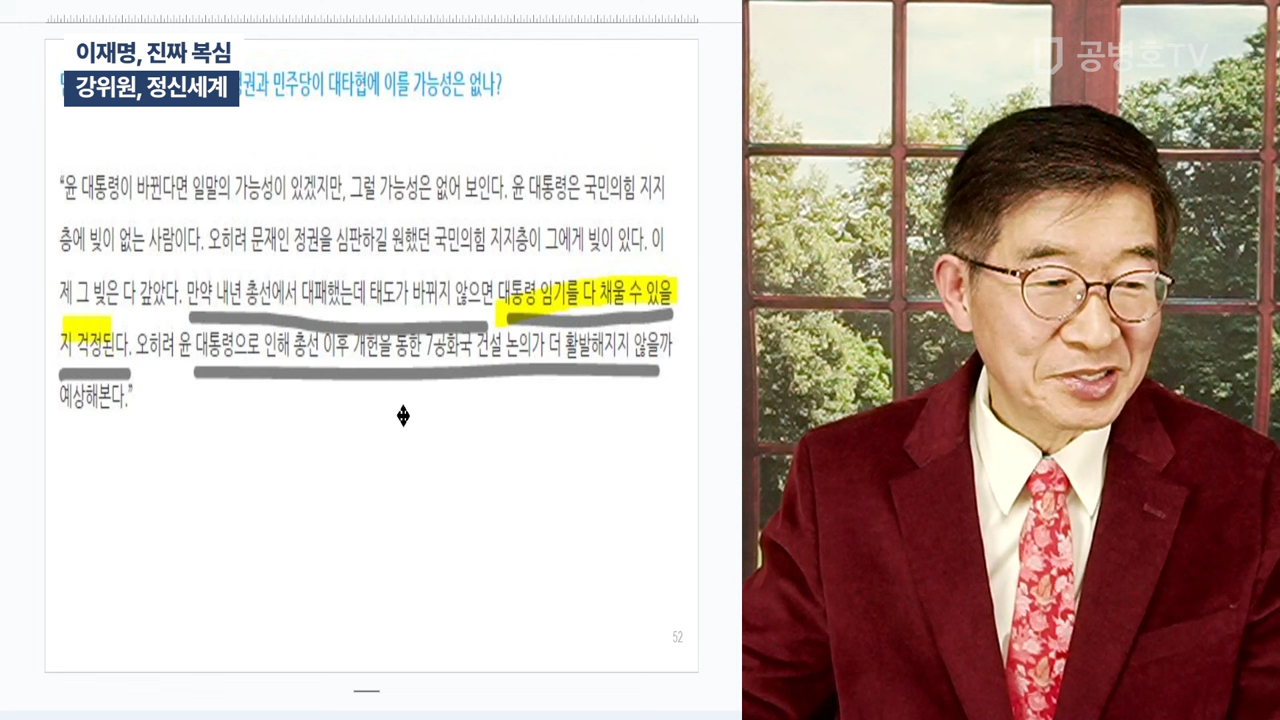 이재명, 진짜 복심
강위원, 정신세계
공병호TV
정권과 민주당이 대타협에 이를 가능성은 없나?
“윤 대통령이 바뀐다면 일말의 가능성이 있겠지만, 그럴 가능성은 없어 보인다. 윤 대통령은 국민의힘 지지
층에 빚이 없는 사람이다. 오히려 문재인 정권을 심판하길 원했던 국민의힘 지지층이 그에게 빚이 있다. 이
제 그 빚은 다 갚았다. 만약 내년 총선에서 대패했는데 태도가 바뀌지 않으면 대통령 임기를 다 채울 수 있을
지 걱정된다. 오히려 윤 대통령으로 인해 총선 이후 개헌을 통한 7공화국 건설 논의가 더 활발해지지 않을까
예상해본다.”
52